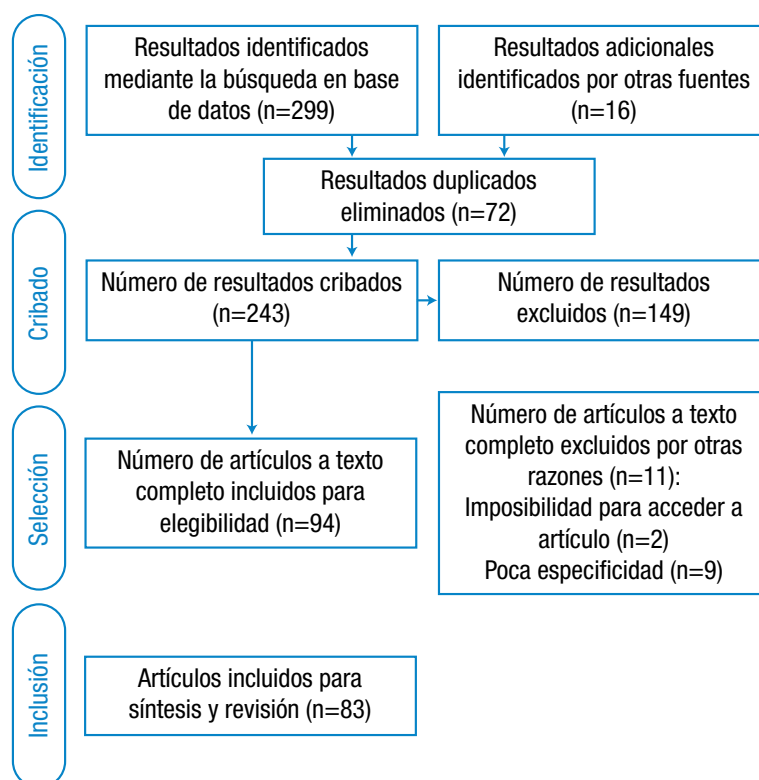 Identificación
Resultados identificados
mediante la búsqueda en base
de datos (n=299)
Resultados adicionales
identificados por otras fuentes
(n=16)
Resultados duplicados
eliminados (n=72)
Cribado
Número de resultados cribados
(n=243)
Número de resultados
excluidos (n=149)
Selección
Número de artículos a texto
completo incluidos para
elegibilidad (n=94)
Número de artículos a texto
completo excluidos por otras
razones (n=11):
Imposibilidad para acceder a
artículo (n=2)
Poca especificidad (n=9)
Inclusión
Artículos incluidos para
síntesis y revisión (n=83)